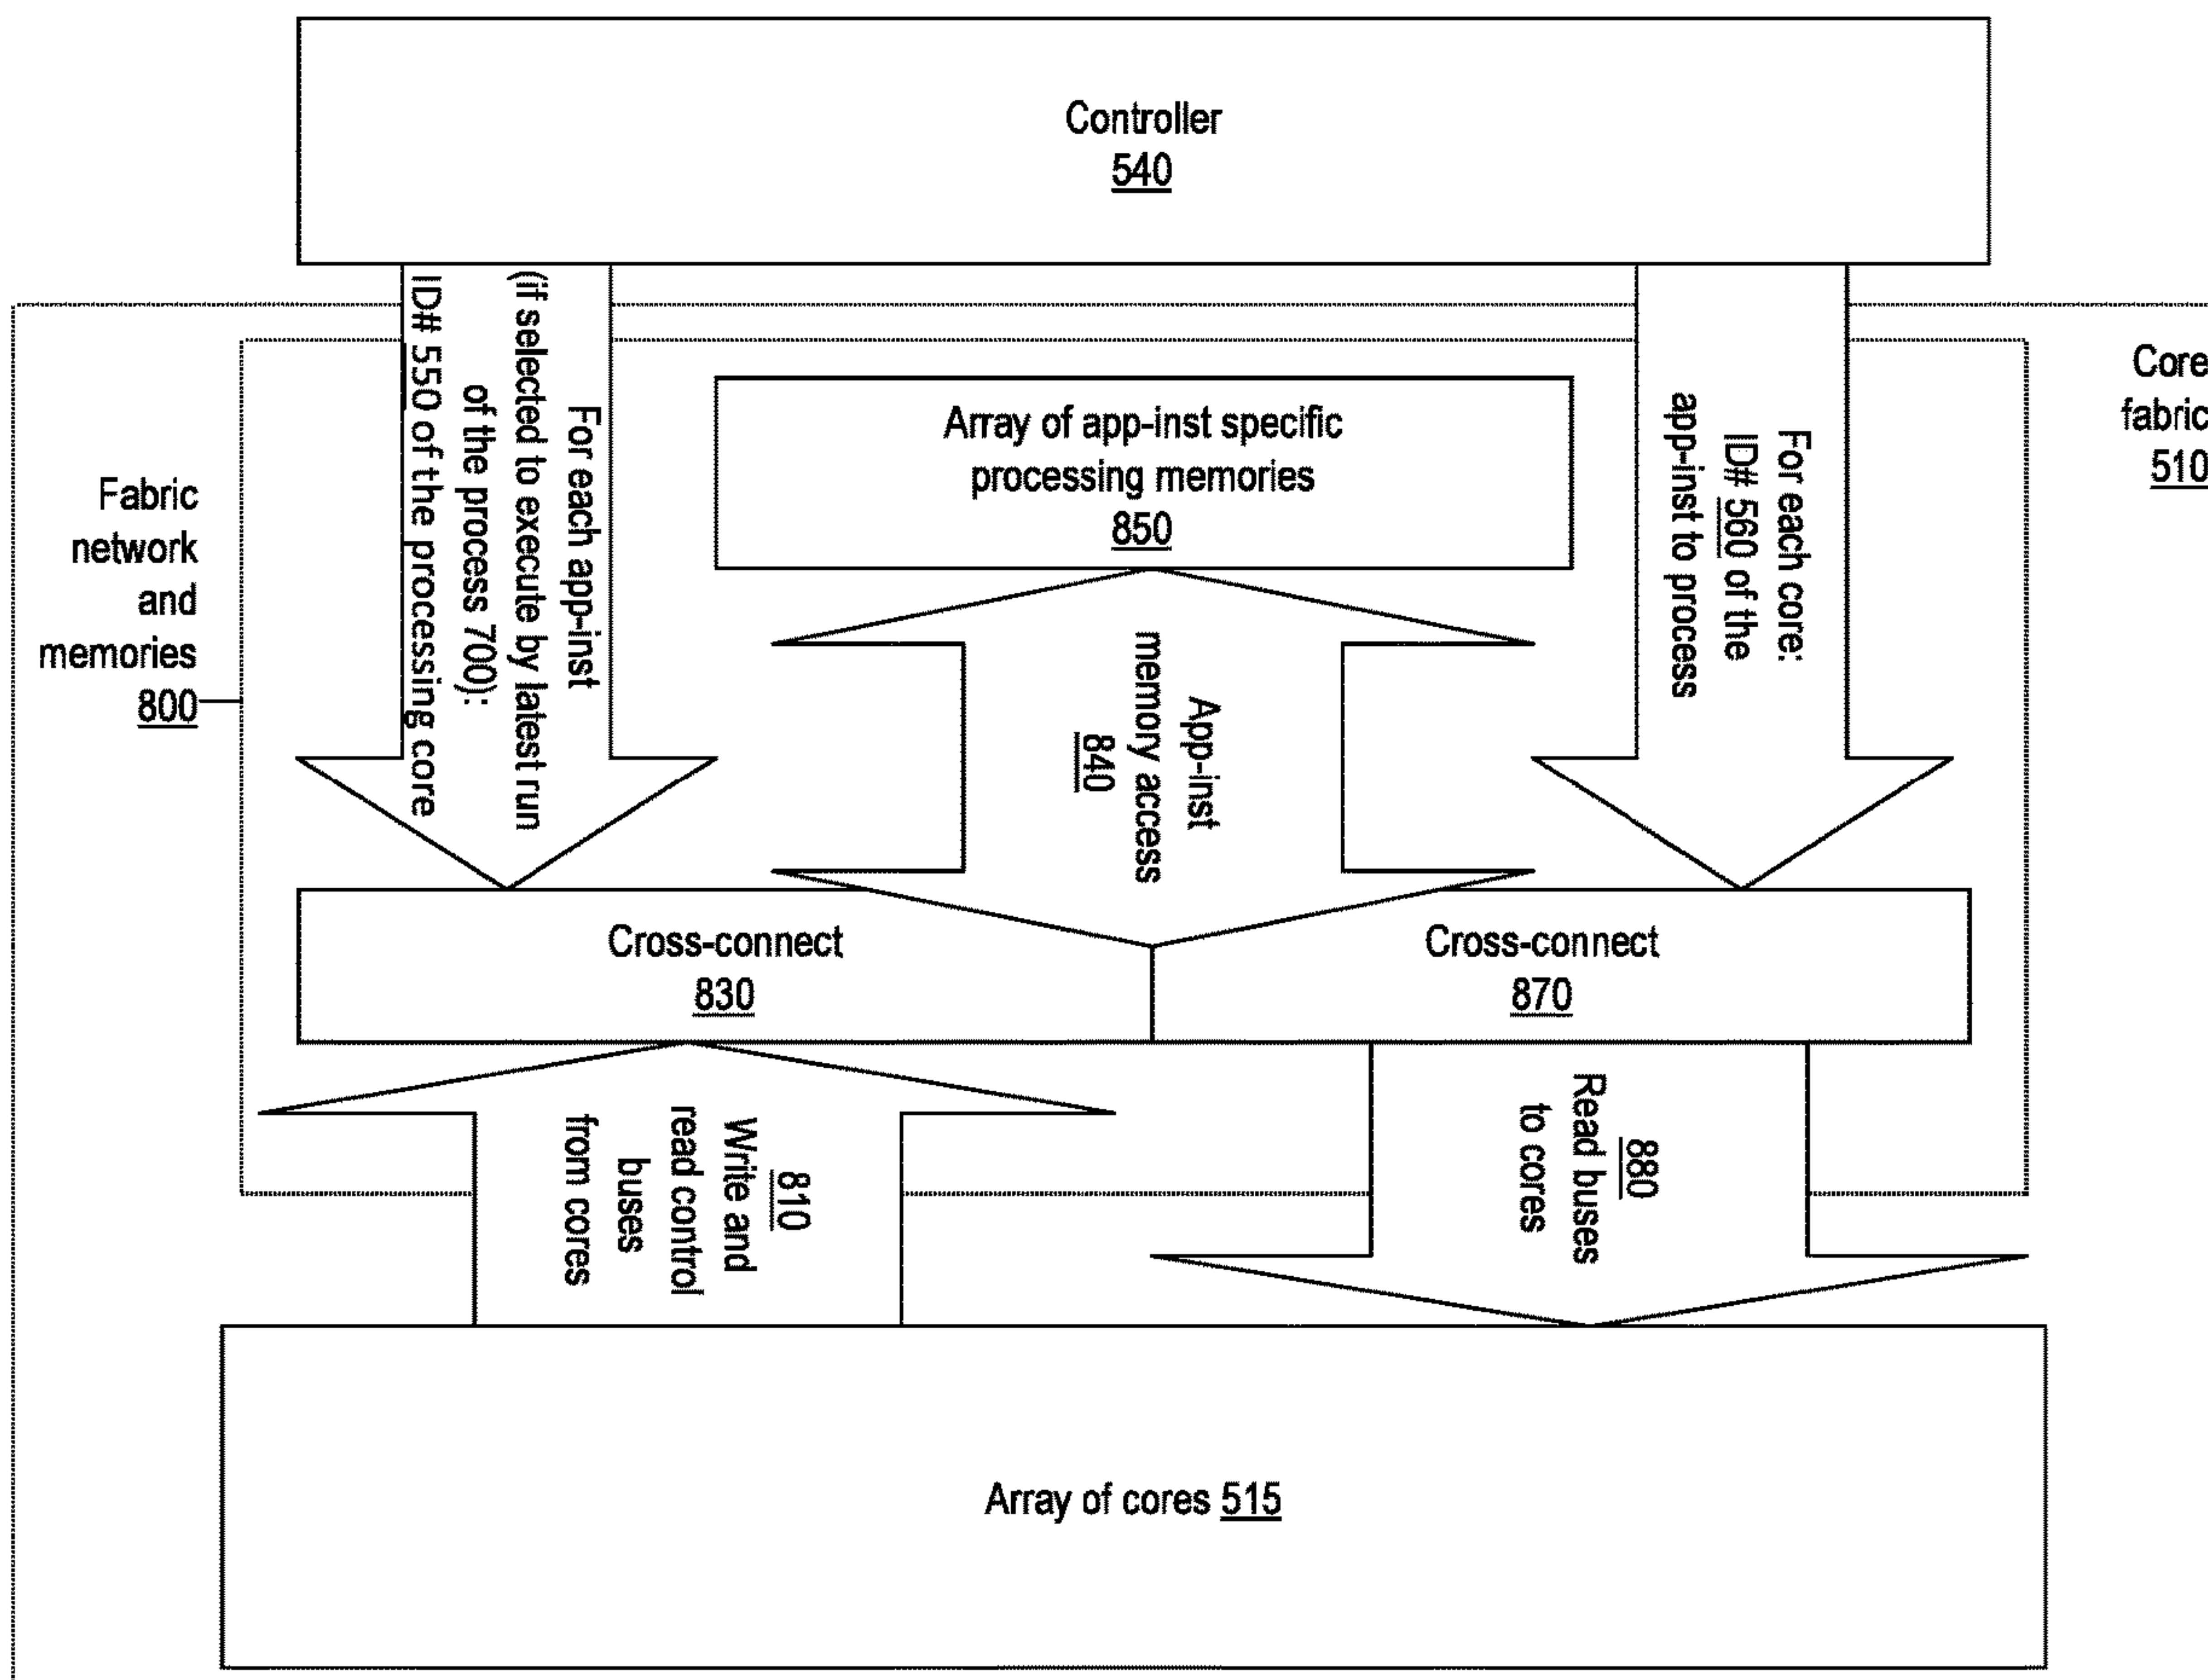 Controller
540
Core
fabric
510
Fabric
network
and
memories
800
For each app-inst
(if selected to execute by latest run
of the process 700):
ID# 550 of the processing core
Array of app-inst specific
processing memories
850
For each core:
ID# 560 of the
app-inst to process
App-inst
memory access
840
Cross-connect
830
Cross-connect
870
810
Write and
read control
buses
from cores
880
Read buses
to cores
Array of cores 515